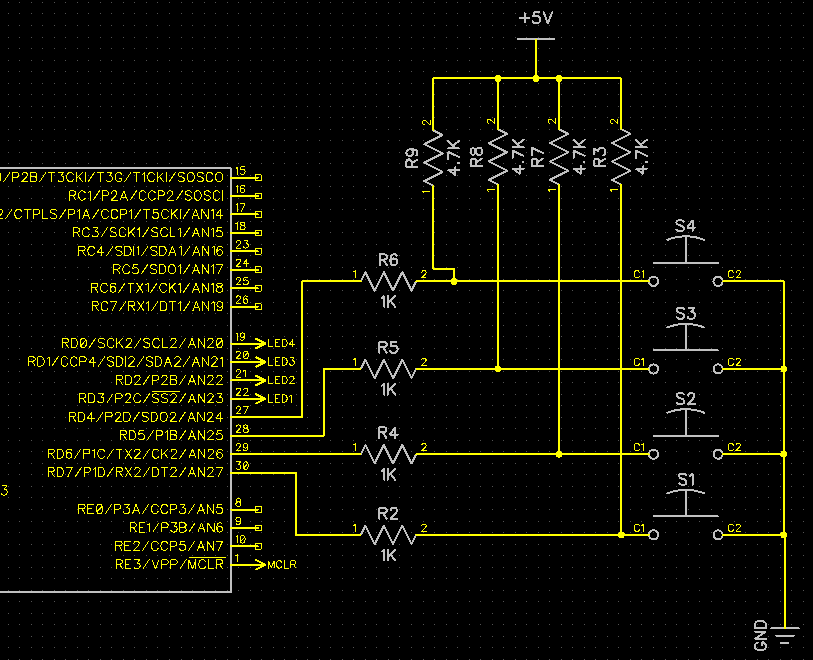 +5V
2 R9 4.7K 1
2 R8 4.7K 1
2 R7 4.7K 1
2 R3 4.7K 1
/P2B/T3CKI/T3G/T1CKI/SOSCO 15
RC1/P2A/CCP2/SOSCI 16
2/CTPLS/P1A/CCP1/T5CKI/AN14 17
RC3/SCK1/SCL1/AN15 18
RC4/SDI1/SDA1/AN16 23
RC5/SDO1/AN17 24
RC6/TX1/CK1/AN18 25
RC7/RX1/DT1/AN19 26
RD0/SCK2/SCL2/AN20 19 LED4
RD1/CCP4/SDI2/SDA2/AN21 20 LED3
RD2/P2B/AN22 21 LED2
RD3/P2C/SS2/AN23 22 LED1
RD4/P2D/SDO2/AN24 27
RD5/P1B/AN25 28
RD6/P1C/TX2/CK2/AN26 29
RD7/P1D/RX2/DT2/AN27 30
3
RE0/P3A/CCP3/AN5 8
RE1/P3B/AN6 9
RE2/CCP5/AN7 10
RE3/VPP/MCLR 1 MCLR
1 R6 2
1K
S4
C1 C2
1 R5 2
1K
S3
C1 C2
1 R4 2
1K
S2
C1 C2
1 R2 2
1K
S1
C1 C2
GND